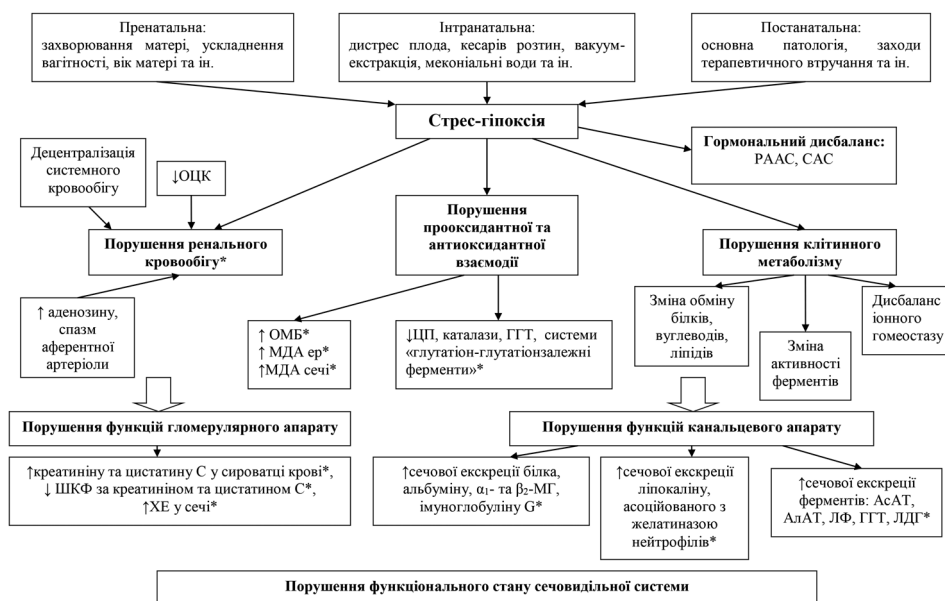 Пренатальна:
захворювання матері, ускладнення
вагітності, вік матері та ін.
Інтранатальна:
дистрес плода, кесарів розтин, вакуум-
екстракція, меконіальні води та ін.
Постанатальна:
основна патологія, заходи
терапевтичного втручання та ін.
Стрес-гіпоксія
Гормональний дисбаланс:
РААС, САС
Децентралізація
системного
кровообігу
↓ОЦК
Порушення ренального
кровообігу*
Порушення
прооксидантної та
антиоксидантної
взаємодії
Порушення клітинного
метаболізму
↑ аденозину,
спазм
аферентної
артеріоли
↑ ОМБ*
↑ МДА ер*
↑МДА сечі*
↓ЦП, каталази, ГГТ, системи
«глутатіон-глутатіонзалежні
ферменти»*
Зміна обміну
білків,
вуглеводів,
ліпідів
Зміна
активності
ферментів
Дисбаланс
іонного
гомеостазу
Порушення функцій гломерулярного апарату
Порушення функцій канальцевого апарату
↑креатиніну та цистатину С у сироватці крові*,
↓ ШКФ за креатиніном та цистатином С*,
↑ХЕ у сечі*
↑сечової екскреції білка,
альбуміну, α₁- та β₂-МГ,
імуноглобуліну G*
↑сечової
екскреції
ліпокаліну,
асоційованого з
желатиназою
нейтрофілів*
↑сечової екскреції
ферментів: АсАТ,
АлАТ, ЛФ, ГГТ, ЛДГ*
Порушення функціонального стану сечовидільної системи